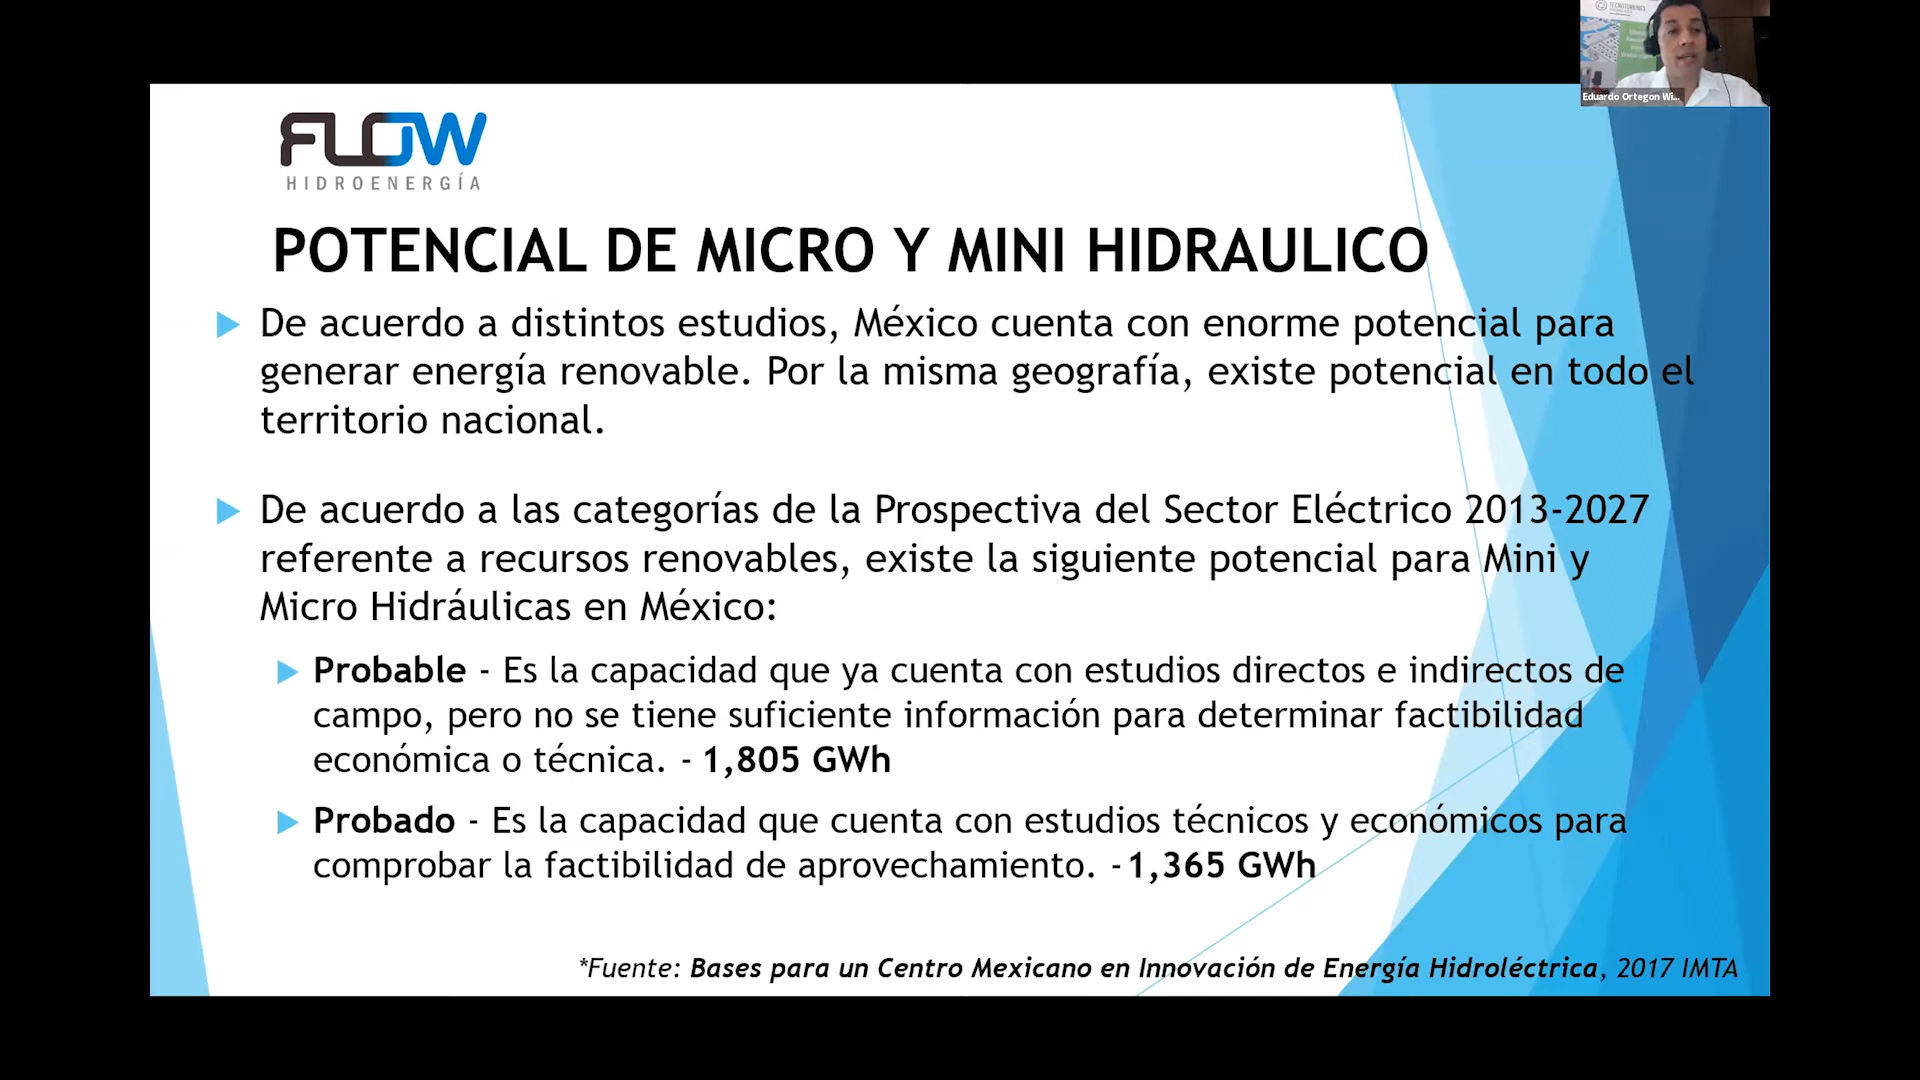 TECNOTURBINES
Eduardo Ortegon Wi...
FLOW
HIDROENERGÍA
POTENCIAL DE MICRO Y MINI HIDRAULICO
De acuerdo a distintos estudios, México cuenta con enorme potencial para
generar energía renovable. Por la misma geografía, existe potencial en todo el
territorio nacional.
De acuerdo a las categorías de la Prospectiva del Sector Eléctrico 2013-2027
referente a recursos renovables, existe la siguiente potencial para Mini y
Micro Hidráulicas en México:
Probable - Es la capacidad que ya cuenta con estudios directos e indirectos de
campo, pero no se tiene suficiente información para determinar factibilidad
económica o técnica. - 1,805 GWh
Probado - Es la capacidad que cuenta con estudios técnicos y económicos para
comprobar la factibilidad de aprovechamiento. - 1,365 GWh
*Fuente: Bases para un Centro Mexicano en Innovación de Energía Hidroléctrica, 2017 IMTA